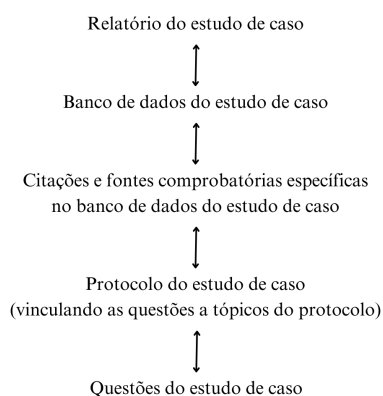 Relatório do estudo de caso
Banco de dados do estudo de caso
Citações e fontes comprobatórias específicas
no banco de dados do estudo de caso
Protocolo do estudo de caso
(vinculando as questões a tópicos do protocolo)
Questões do estudo de caso